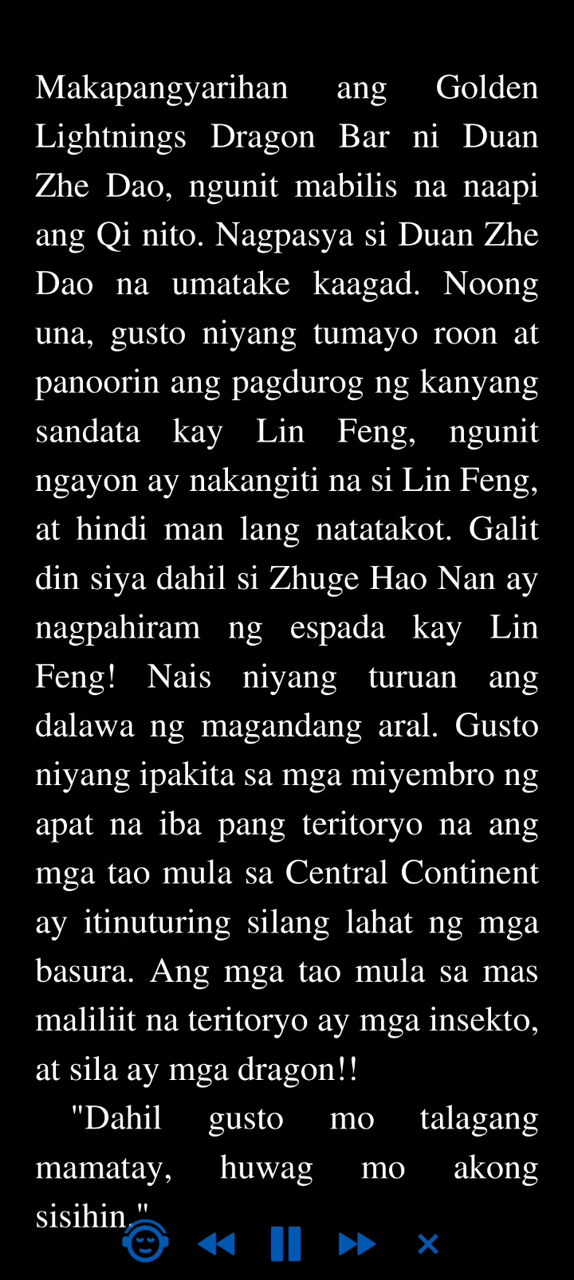 Makapangyarihan ang Golden
Lightnings Dragon Bar ni Duan
Zhe Dao, ngunit mabilis na naapi
ang Qi nito. Nagpasya si Duan Zhe
Dao na umatake kaagad. Noong
una, gusto niyang tumayo roon at
panoorin ang pagdurog ng kanyang
sandata kay Lin Feng, ngunit
ngayon ay nakangiti na si Lin Feng,
at hindi man lang natatakot. Galit
din siya dahil si Zhuge Hao Nan ay
nagpahiram ng espada kay Lin
Feng! Nais niyang turuan ang
dalawa ng magandang aral. Gusto
niyang ipakita sa mga miyembro ng
apat na iba pang teritoryo na ang
mga tao mula sa Central Continent
ay itinuturing silang lahat ng mga
basura. Ang mga tao mula sa mas
maliliit na teritoryo ay mga insekto,
at sila ay mga dragon!!
"Dahil gusto mo talagang
mamatay, huwag mo akong
sisihin."